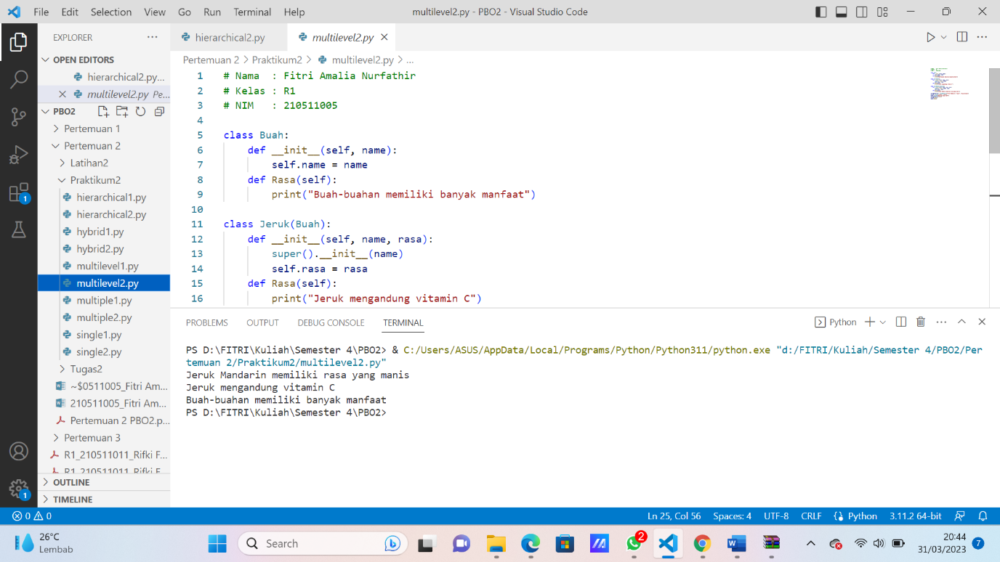 File Edit Selection View Go Run Terminal Help multilevel2.py - PBO2 - Visual Studio Code
EXPLORER
OPEN EDITORS
hierarchical2.py...
multilevel2.py Pe...
PBO2
Pertemuan 1
Pertemuan 2
Latihan2
Praktikum2
hierarchical1.py
hierarchical2.py
hybrid1.py
hybrid2.py
multilevel1.py
multilevel2.py
multiple1.py
multiple2.py
single1.py
single2.py
Tugas2
~$0511005_Fitri Am...
210511005_Fitri Am...
Pertemuan 2 PBO2.p...
Pertemuan 3
R1_210511011_Rifki F...
R1_210511011_Rifki F
OUTLINE
TIMELINE
1
1
hierarchical2.py multilevel2.py
Pertemuan 2 > Praktikum2 > multilevel2.py > ...
1 # Nama : Fitri Amalia Nurfathir
2 # Kelas : R1
3 # NIM : 210511005
4
5 class Buah:
6 def __init__(self, name):
7 self.name = name
8 def Rasa(self):
9 print("Buah-buahan memiliki banyak manfaat")
10
11 class Jeruk(Buah):
12 def __init__(self, name, rasa):
13 super().__init__(name)
14 self.rasa = rasa
15 def Rasa(self):
16 print("Jeruk mengandung vitamin C")
PROBLEMS OUTPUT DEBUG CONSOLE TERMINAL Python
PS D:\FITRI\Kuliah\Semester 4\PBO2> & C:/Users/ASUS/AppData/Local/Programs/Python/Python311/python.exe "d:/FITRI/Kuliah/Semester 4/PBO2/Per
temuan 2/Praktikum2/multilevel2.py"
Jeruk Mandarin memiliki rasa yang manis
Jeruk mengandung vitamin C
Buah-buahan memiliki banyak manfaat
PS D:\FITRI\Kuliah\Semester 4\PBO2>
0 0 Ln 25, Col 56 Spaces: 4 UTF-8 CRLF Python 3.11.2 64-bit
26°C
Lembab
Search
2
20:44
31/03/2023
7